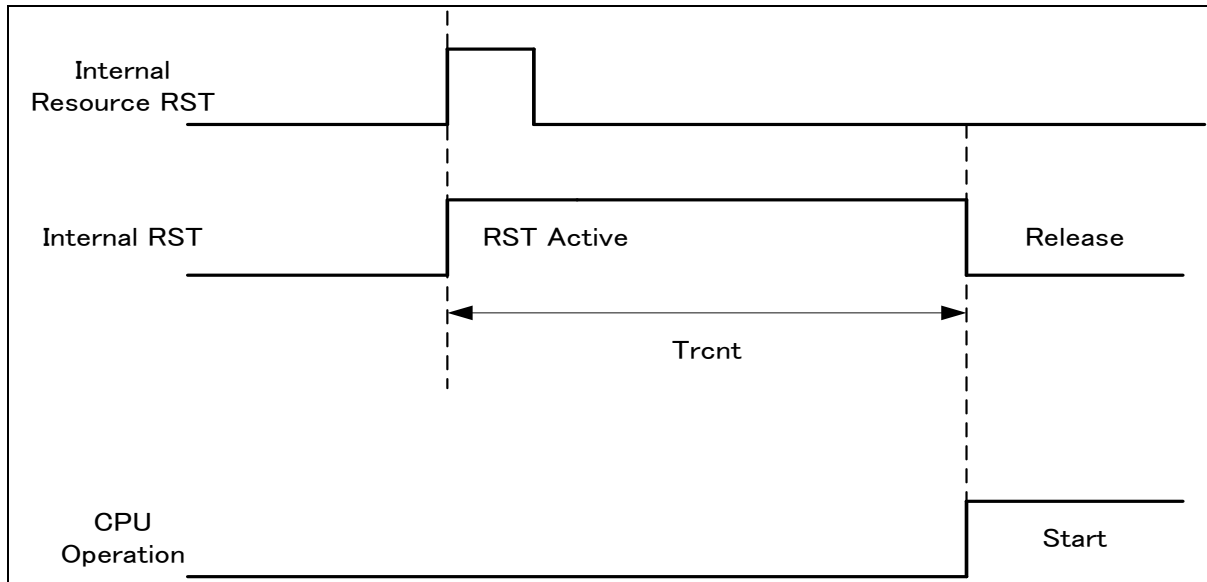 Internal
Resource RST
Internal RST
RST Active
Release
Trcnt
CPU
Operation
Start